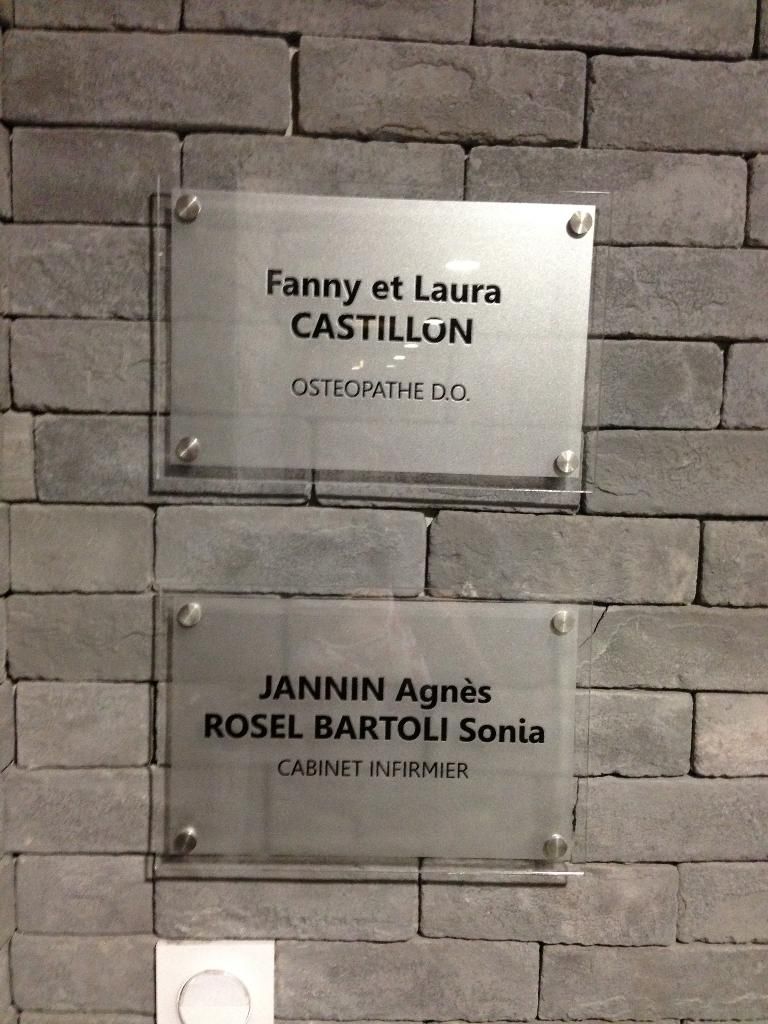 Fanny et Laura
CASTILLON
OSTEOPATHE D.O.
JANNIN Agnès
ROSEL BARTOLI Sonia
CABINET INFIRMIER